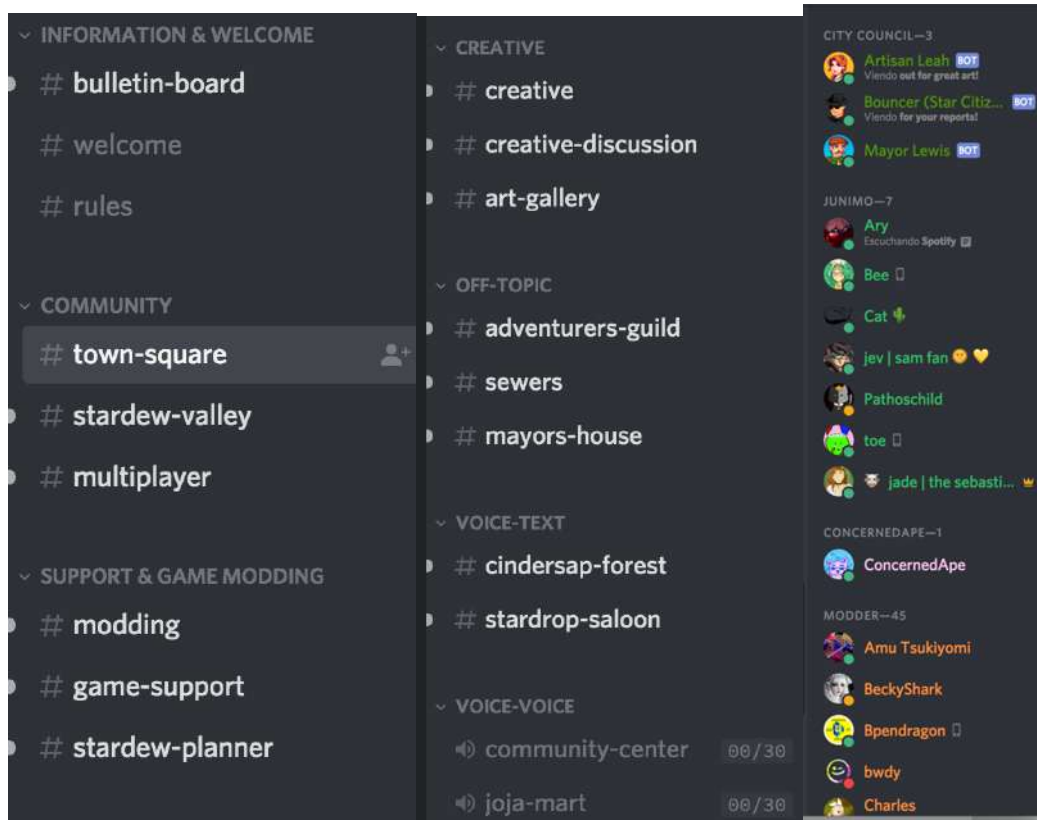 INFORMATION & WELCOME
# bulletin-board
# welcome
# rules
COMMUNITY
# town-square
# stardew-valley
# multiplayer
SUPPORT & GAME MODDING
# modding
# game-support
# stardew-planner
CREATIVE
# creative
# creative-discussion
# art-gallery
OFF-TOPIC
# adventurers-guild
# sewers
# mayors-house
VOICE-TEXT
# cindersap-forest
# stardrop-saloon
VOICE-VOICE
community-center 00/30
joja-mart 00/30
CITY COUNCIL—3
Artisan Leah BOT
Viendo out for great art!
Bouncer (Star Citiz... BOT
Viendo for your reports!
Mayor Lewis BOT
JUNIMO—7
Ary
Escuchando Spotify
Bee
Cat 🌵
jev | sam fan 😶 💛
Pathoschild
toe
jade | the sebasti...
CONCERNEDAPE—1
ConcernedApe
MODDER—45
Amu Tsukiyomi
BeckyShark
Bpendragon
bwdy
Charles